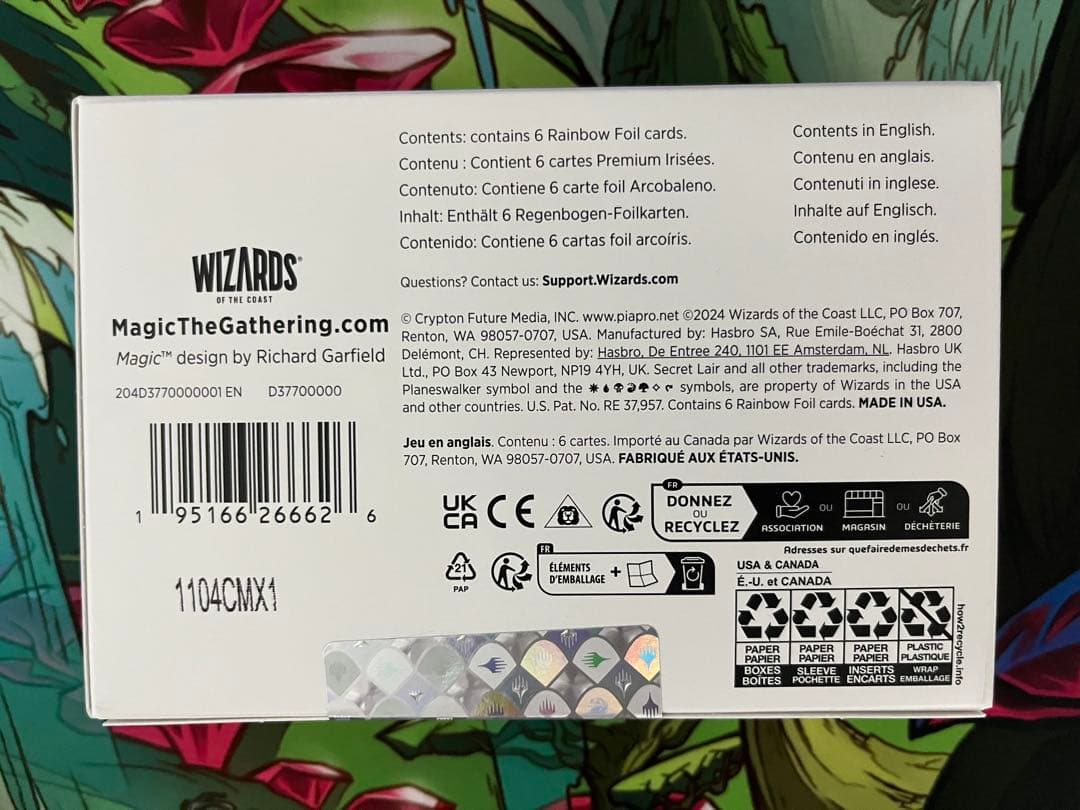 Contents: contains 6 Rainbow Foil cards.
Contenu : Contient 6 cartes Premium Irisées.
Contenuto: Contiene 6 carte foil Arcobaleno.
Inhalt: Enthält 6 Regenbogen-Foilkarten.
Contenido: Contiene 6 cartas foil arcoíris.
Contents in English.
Contenu en anglais.
Contenuti in inglese.
Inhalte auf Englisch.
Contenido en inglés.
WIZARDS®
OF THE COAST
MagicTheGathering.com
Magic™ design by Richard Garfield
204D3770000001 EN D37700000
1 95166 26662 6
1104CMX1
Questions? Contact us: Support.Wizards.com
© Crypton Future Media, INC. www.piapro.net ©2024 Wizards of the Coast LLC, PO Box 707,
Renton, WA 98057-0707, USA. Manufactured by: Hasbro SA, Rue Emile-Boéchat 31, 2800
Delémont, CH. Represented by: Hasbro, De Entree 240, 1101 EE Amsterdam, NL. Hasbro UK
Ltd., PO Box 43 Newport, NP19 4YH, UK. Secret Lair and all other trademarks, including the
Planeswalker symbol and the symbols, are property of Wizards in the USA
and other countries. U.S. Pat. No. RE 37,957. Contains 6 Rainbow Foil cards. MADE IN USA.
Jeu en anglais. Contenu : 6 cartes. Importé au Canada par Wizards of the Coast LLC, PO Box
707, Renton, WA 98057-0707, USA. FABRIQUÉ AUX ÉTATS-UNIS.
UK
CA
CE
FR
DONNEZ
OU
RECYCLEZ
ASSOCIATION
OU
MAGASIN
OU
DÉCHÈTERIE
Adresses sur quefairedemesdechets.fr
21
PAP
FR
ÉLÉMENTS
D'EMBALLAGE
+
USA & CANADA
É.-U. et CANADA
PAPER
PAPIER
BOXES
BOÎTES
PAPER
PAPIER
SLEEVE
POCHETTE
PAPER
PAPIER
INSERTS
ENCARTS
PLASTIC
PLASTIQUE
WRAP
EMBALLAGE
how2recycle.info